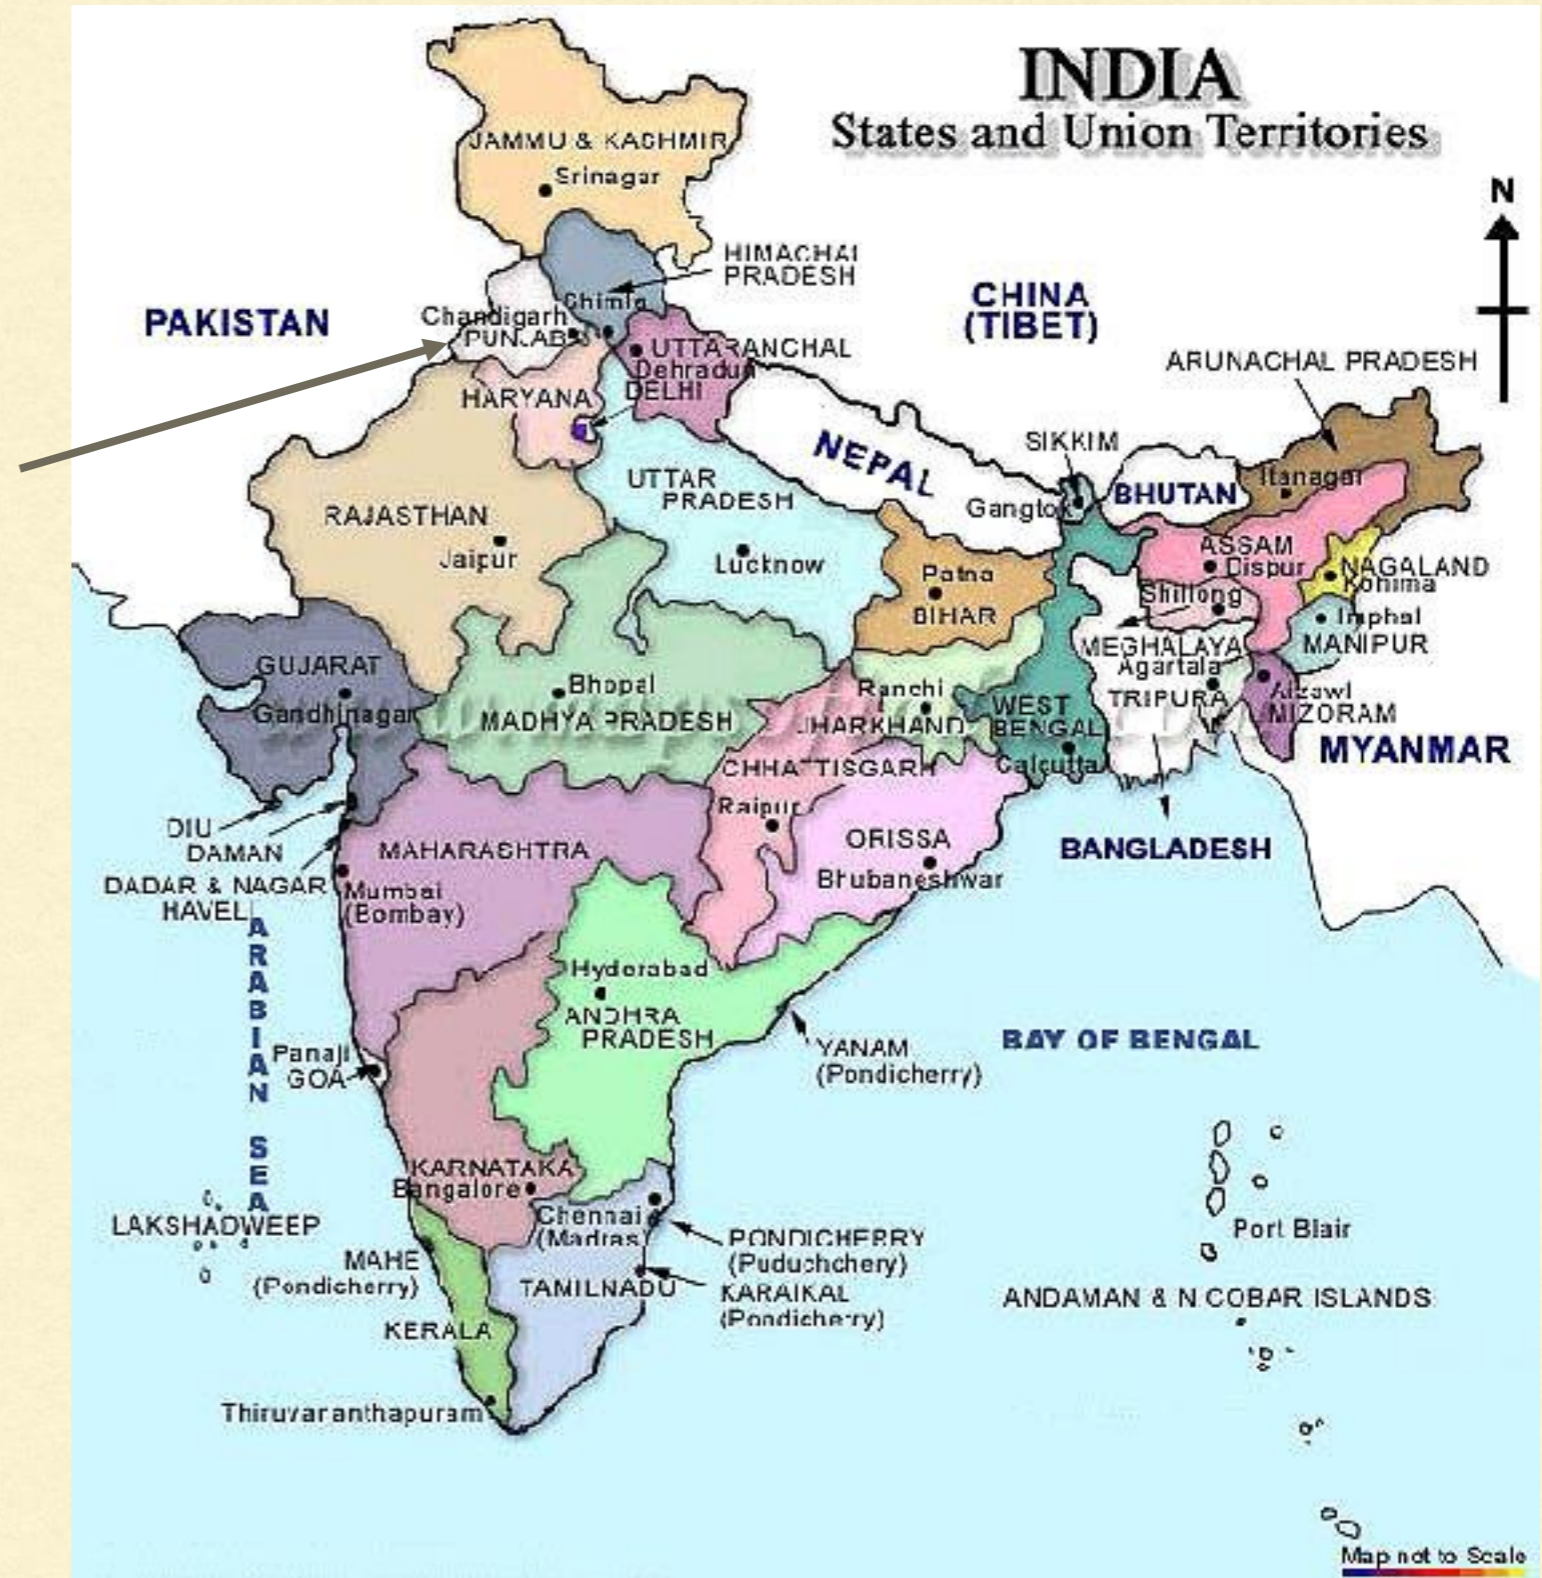 INDIA
States and Union Territories
N
JAMMU & KASHMIR
Srinagar
HIMACHAL
PRADESH
PAKISTAN
CHINA
(TIBET)
Shimla
Chandigarh
PUNJAB
UTTARANCHAL
Dehradun
DELHI
HARYANA
ARUNACHAL PRADESH
NEPAL
SIKKIM
Gangtok
BHUTAN
Itanagar
UTTAR
PRADESH
Lucknow
RAJASTHAN
Jaipur
ASSAM
Dispur
NAGALAND
Kohima
Patna
BIHAR
Shillong
Imphal
MANIPUR
MEGHALAYA
Agartala
TRIPURA
Aizawl
MIZORAM
MYANMAR
GUJARAT
Gandhinagar
Bhopal
MADHYA PRADESH
Ranchi
JHARKHAND
WEST
BENGAL
Calcutta
CHHATTISGARH
Raipur
ORISSA
Bhubaneshwar
BANGLADESH
DIU
DAMAN
DADAR & NAGAR
HAVELI
MAHARASHTRA
Mumbai
(Bombay)
ARABIAN SEA
Hyderabad
ANDHRA
PRADESH
YANAM
(Pondicherry)
BAY OF BENGAL
Panaji
GOA
KARNATAKA
Bangalore
Chennai
(Madras)
PONDICHERRY
(Puduchchery)
LAKSHADWEEP
MAHE
(Pondicherry)
TAMILNADU
KARAIKAL
(Pondicherry)
KERALA
Thiruvananthapuram
Port Blair
ANDAMAN & NICOBAR ISLANDS
Map not to Scale